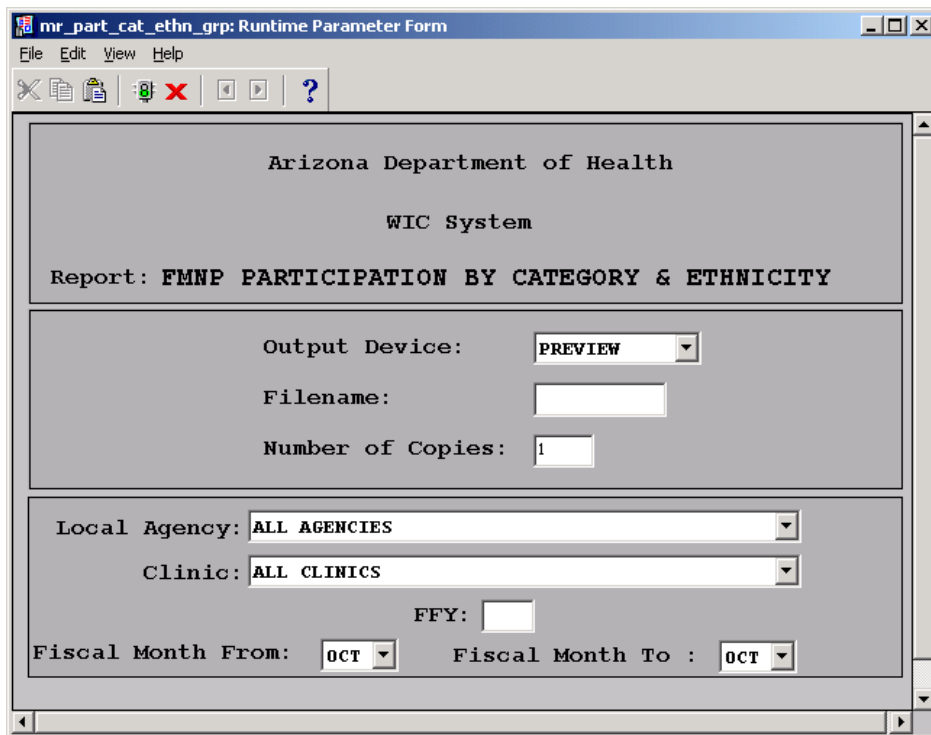 mr_part_cat_ethn_grp: Runtime Parameter Form
File Edit View Help
Arizona Department of Health
WIC System
Report: FMNP PARTICIPATION BY CATEGORY & ETHNICITY
Output Device: PREVIEW
Filename:
Number of Copies: 1
Local Agency: ALL AGENCIES
Clinic: ALL CLINICS
FFY:
Fiscal Month From: OCT Fiscal Month To : OCT